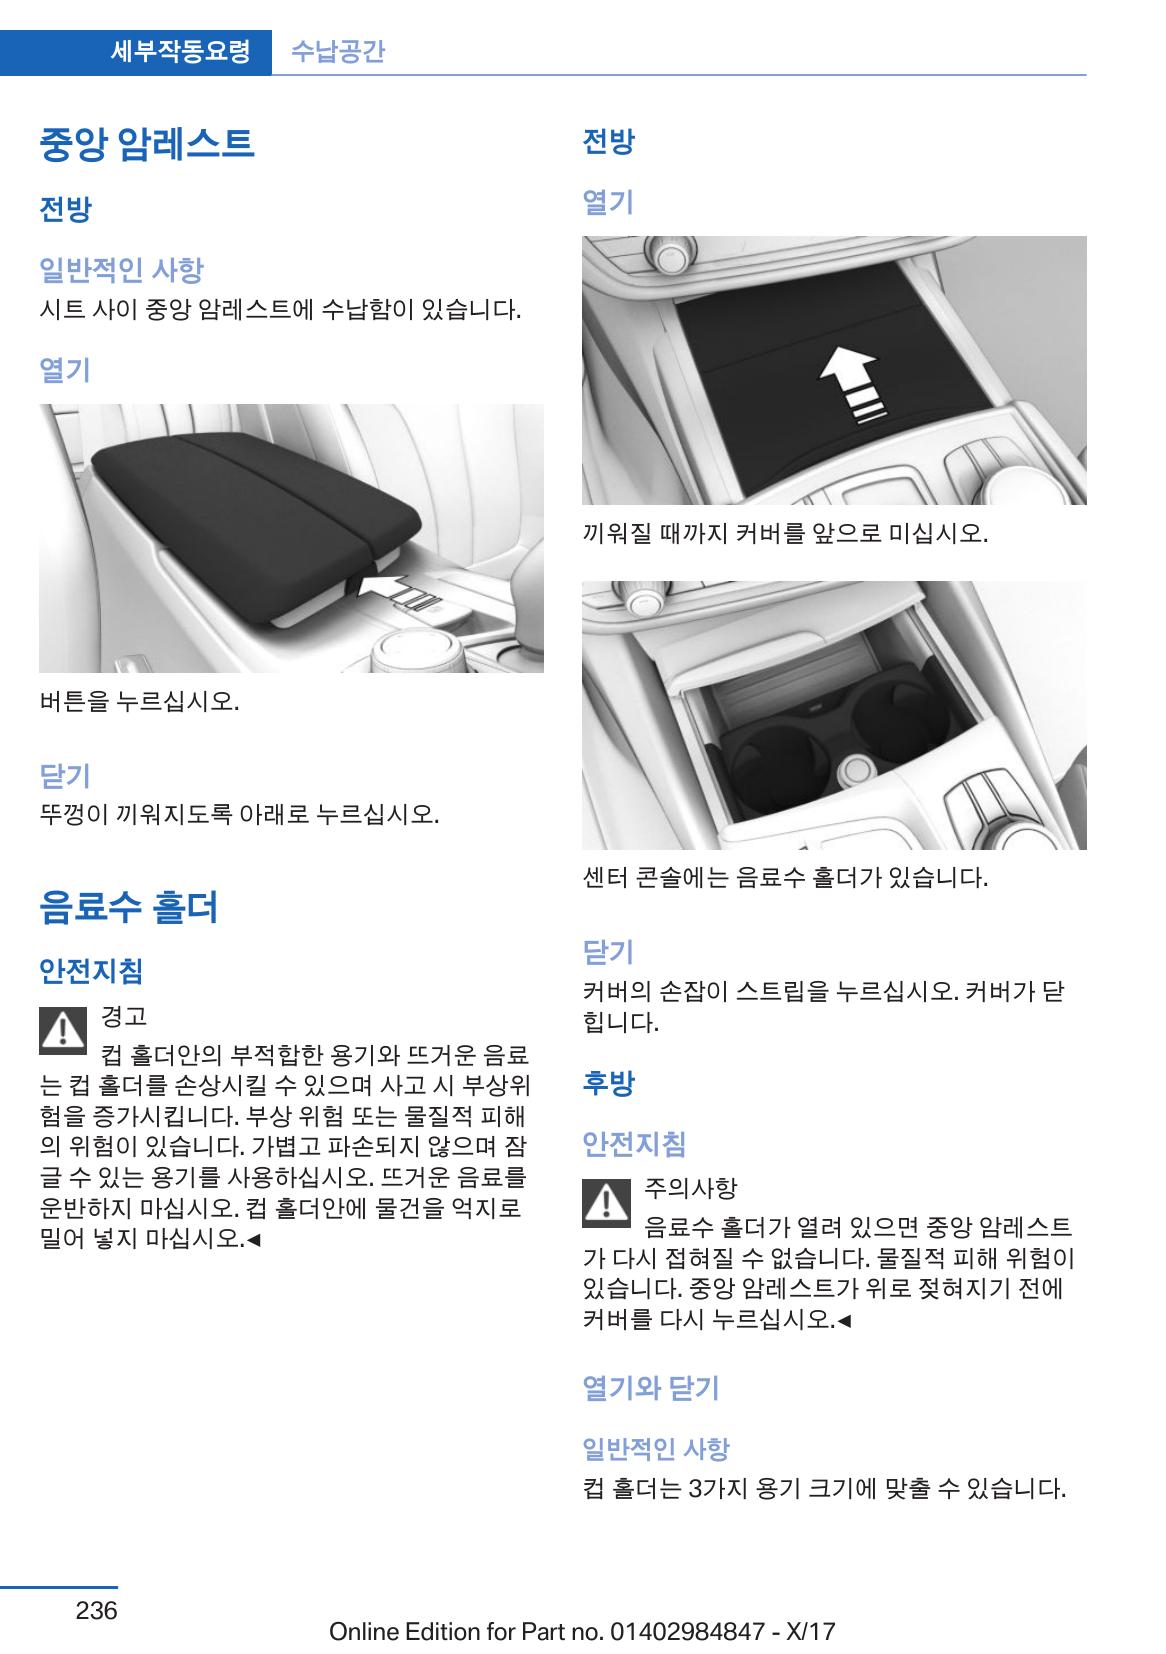 세부작동요령 수납공간
중앙 암레스트
전방
일반적인 사항
시트 사이 중앙 암레스트에 수납함이 있습니다.
열기
버튼을 누르십시오.
닫기
뚜껑이 끼워지도록 아래로 누르십시오.
음료수 홀더
안전지침
경고
컵 홀더안의 부적합한 용기와 뜨거운 음료
는 컵 홀더를 손상시킬 수 있으며 사고 시 부상위
험을 증가시킵니다. 부상 위험 또는 물질적 피해
의 위험이 있습니다. 가볍고 파손되지 않으며 잠
글 수 있는 용기를 사용하십시오. 뜨거운 음료를
운반하지 마십시오. 컵 홀더안에 물건을 억지로
밀어 넣지 마십시오.◀
전방
열기
끼워질 때까지 커버를 앞으로 미십시오.
센터 콘솔에는 음료수 홀더가 있습니다.
닫기
커버의 손잡이 스트립을 누르십시오. 커버가 닫
힙니다.
후방
안전지침
주의사항
음료수 홀더가 열려 있으면 중앙 암레스트
가 다시 접혀질 수 없습니다. 물질적 피해 위험이
있습니다. 중앙 암레스트가 위로 젖혀지기 전에
커버를 다시 누르십시오.◀
열기와 닫기
일반적인 사항
컵 홀더는 3가지 용기 크기에 맞출 수 있습니다.
236
Online Edition for Part no. 01402984847 - X/17